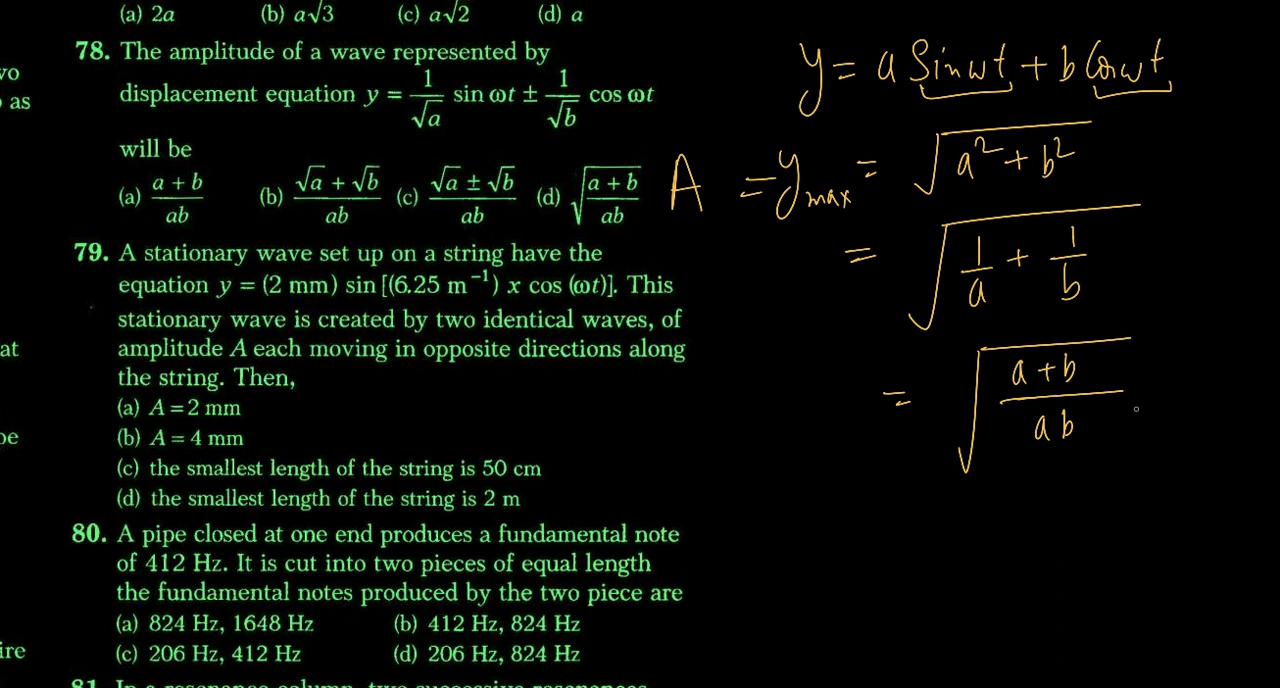 (a) 2a (b) a√3 (c) a√2 (d) a
78. The amplitude of a wave represented by
displacement equation y = 1/√a sin ωt ± 1/√b cos ωt
will be
(a) a + b/ab (b) √a + √b/ab (c) √a ± √b/ab (d) √(a + b/ab)
79. A stationary wave set up on a string have the
equation y = (2 mm) sin [(6.25 m⁻¹) x cos (ωt)]. This
stationary wave is created by two identical waves, of
amplitude A each moving in opposite directions along
the string. Then,
(a) A = 2 mm
(b) A = 4 mm
(c) the smallest length of the string is 50 cm
(d) the smallest length of the string is 2 m
80. A pipe closed at one end produces a fundamental note
of 412 Hz. It is cut into two pieces of equal length
the fundamental notes produced by the two piece are
(a) 824 Hz, 1648 Hz (b) 412 Hz, 824 Hz
(c) 206 Hz, 412 Hz (d) 206 Hz, 824 Hz
as
at
y = a Sinωt + b Cosωt
A = y max = √(a² + b²)
= √(1/a + 1/b)
= √(a + b/ab)